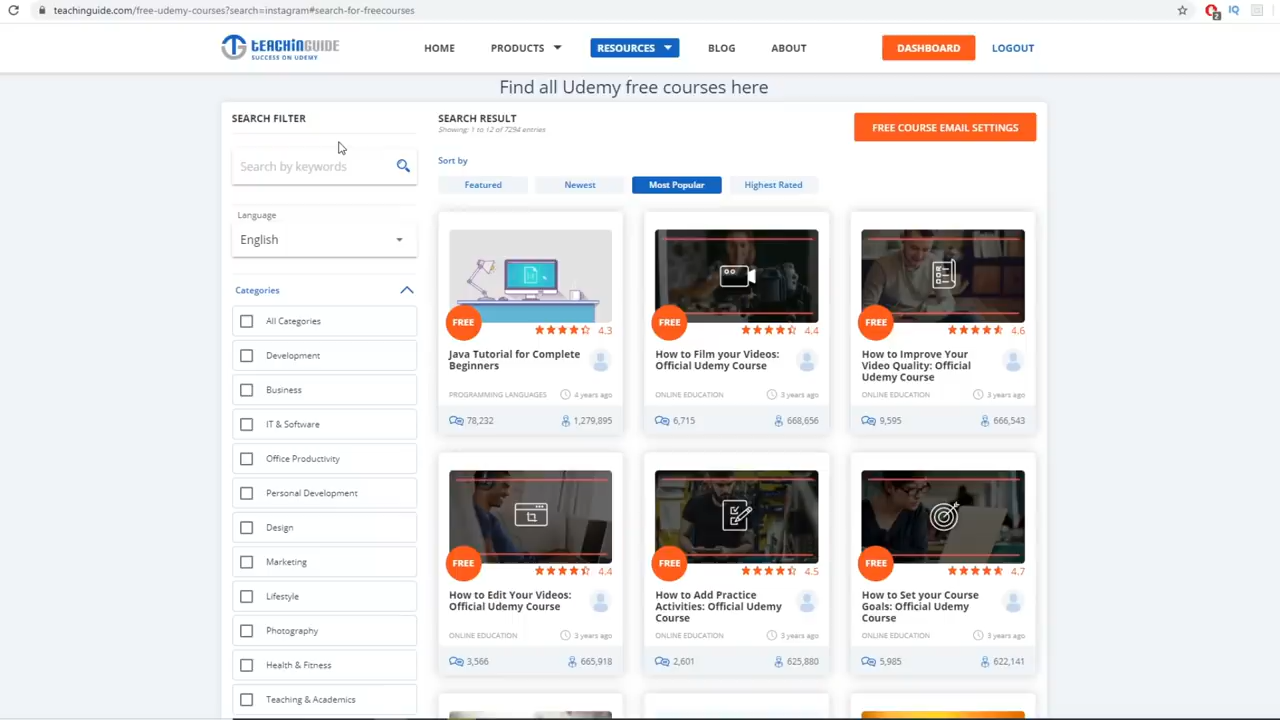 teachinguide.com/free-udemy-courses?search=instagram#search-for-freecourses
2
IQ
TEACHINGUIDE
SUCCESS ON UDEMY
HOME
PRODUCTS
RESOURCES
BLOG
ABOUT
DASHBOARD
LOGOUT
Find all Udemy free courses here
SEARCH FILTER
Search by keywords
Language
English
Categories
All Categories
Development
Business
IT & Software
Office Productivity
Personal Development
Design
Marketing
Lifestyle
Photography
Health & Fitness
Teaching & Academics
SEARCH RESULT
Showing: 1 to 12 of 7294 entries
FREE COURSE EMAIL SETTINGS
Sort by
Featured
Newest
Most Popular
Highest Rated
FREE
4.3
Java Tutorial for Complete
Beginners
PROGRAMMING LANGUAGES
4 years ago
78,232
1,279,895
FREE
4.4
How to Film your Videos:
Official Udemy Course
ONLINE EDUCATION
3 years ago
6,715
668,656
FREE
4.6
How to Improve Your
Video Quality: Official
Udemy Course
ONLINE EDUCATION
3 years ago
9,595
666,543
FREE
4.4
How to Edit Your Videos:
Official Udemy Course
ONLINE EDUCATION
3 years ago
3,566
665,918
FREE
4.5
How to Add Practice
Activities: Official Udemy
Course
ONLINE EDUCATION
3 years ago
2,601
625,880
FREE
4.7
How to Set your Course
Goals: Official Udemy
Course
ONLINE EDUCATION
3 years ago
5,985
622,141